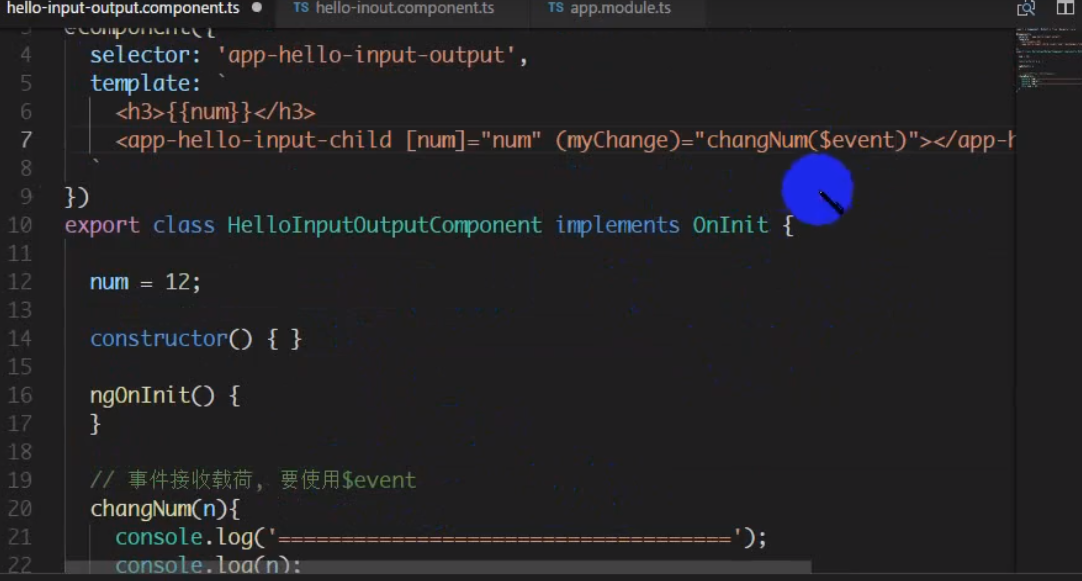 hello-input-output.component.ts ● TS hello-inout.component.ts TS app.module.ts
3 @Component({
4 selector: 'app-hello-input-output',
5 template: `
6 <h3>{{num}}</h3>
7 <app-hello-input-child [num]="num" (myChange)="changNum($event)"></app-h
8 `
9 })
10 export class HelloInputOutputComponent implements OnInit {
11
12 num = 12;
13
14 constructor() { }
15
16 ngOnInit() {
17 }
18
19 // 事件接收载荷, 要使用$event
20 changNum(n){
21 console.log('====================================');
22 console.log(n);